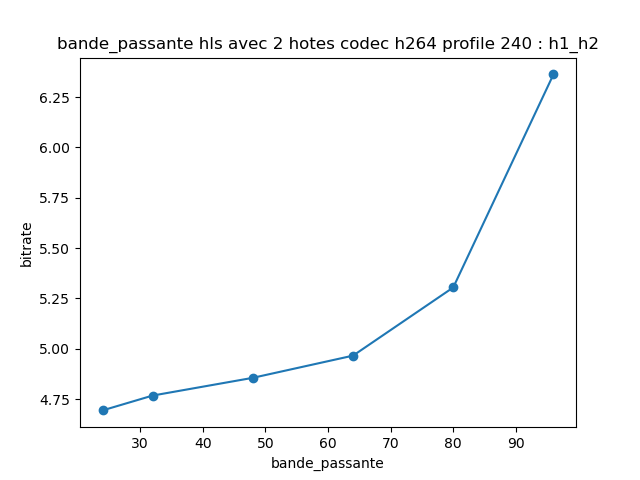 bande_passante hls avec 2 hotes codec h264 profile 240 : h1_h2
6.25
6.00
5.75
5.50
5.25
5.00
4.75
bitrate
30 40 50 60 70 80 90
bande_passante